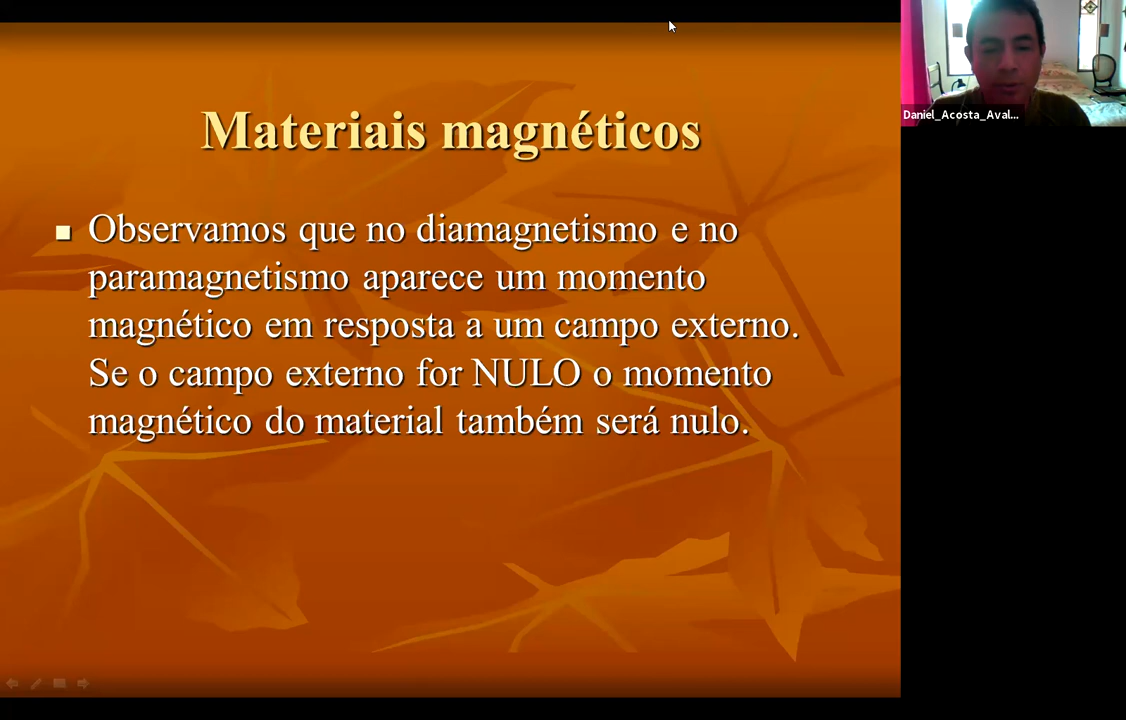 Materiais magnéticos
Observamos que no diamagnetismo e no
paramagnetismo aparece um momento
magnético em resposta a um campo externo.
Se o campo externo for NULO o momento
magnético do material também será nulo.
Daniel_Acosta_Aval...